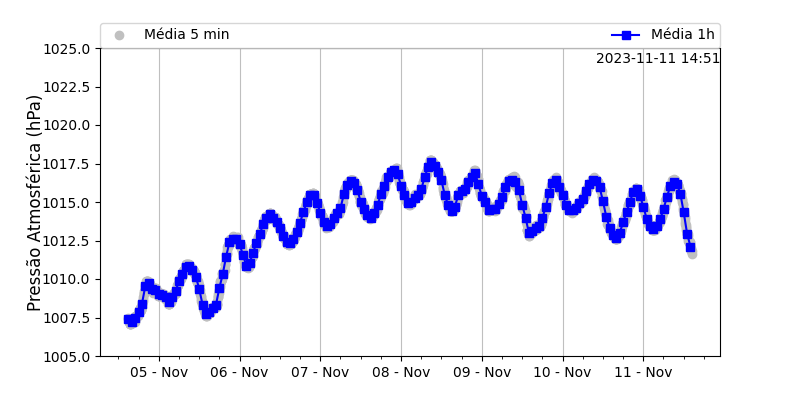 Média 5 min
Média 1h
2023-11-11 14:51
Pressão Atmosférica (hPa)
1025.0
1022.5
1020.0
1017.5
1015.0
1012.5
1010.0
1007.5
1005.0
05 - Nov
06 - Nov
07 - Nov
08 - Nov
09 - Nov
10 - Nov
11 - Nov